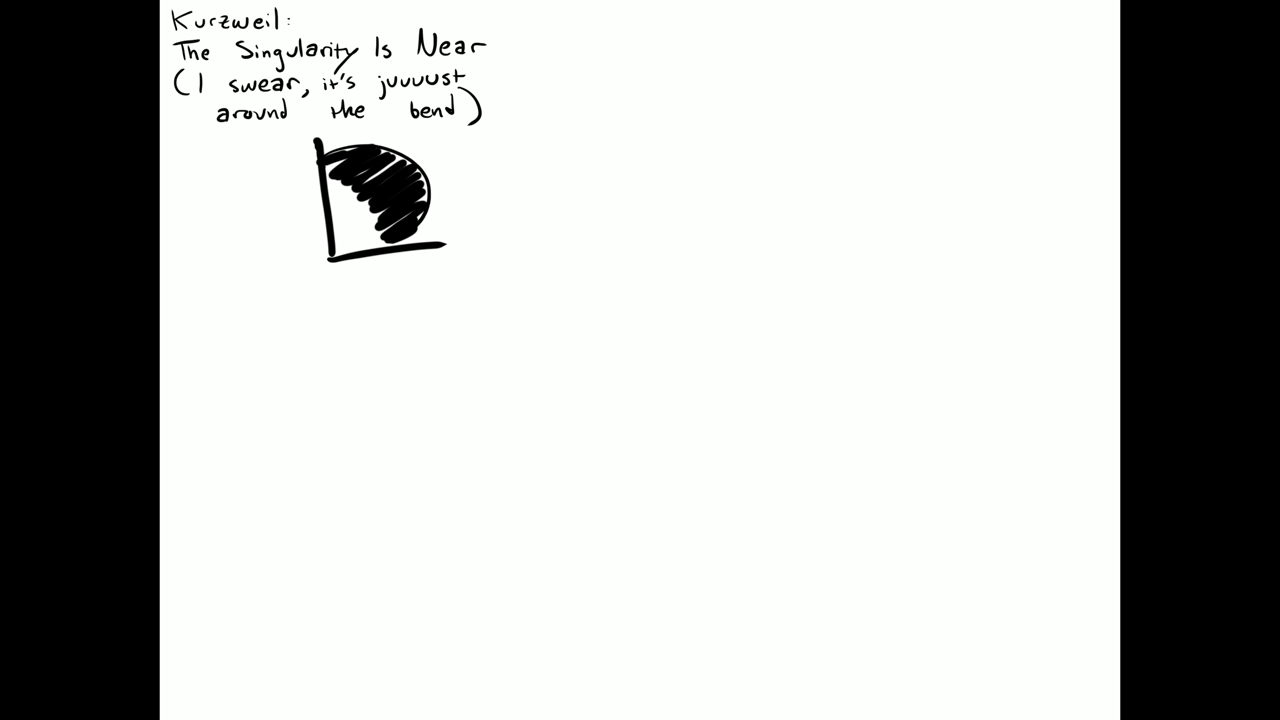 Kurzweil:
The Singularity Is Near
(I swear, it's juuuust
around the bend)